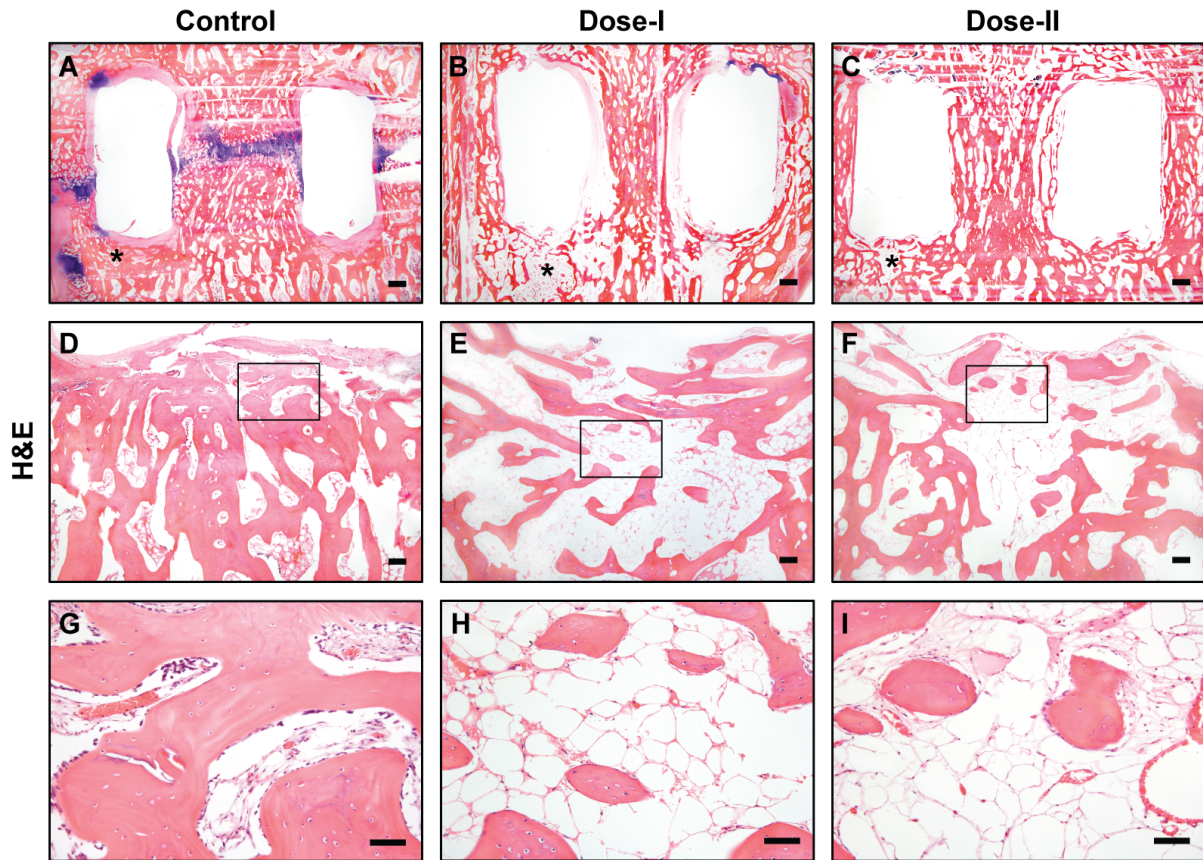 Control Dose-I Dose-II
A B C
* * *
H&E
D E F
G H I